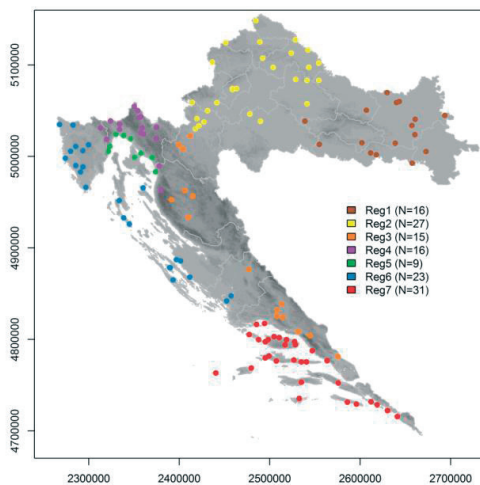 5100000
5000000
4900000
4800000
4700000
Reg1 (N=16)
Reg2 (N=27)
Reg3 (N=15)
Reg4 (N=16)
Reg5 (N=9)
Reg6 (N=23)
Reg7 (N=31)
2300000 2400000 2500000 2600000 2700000